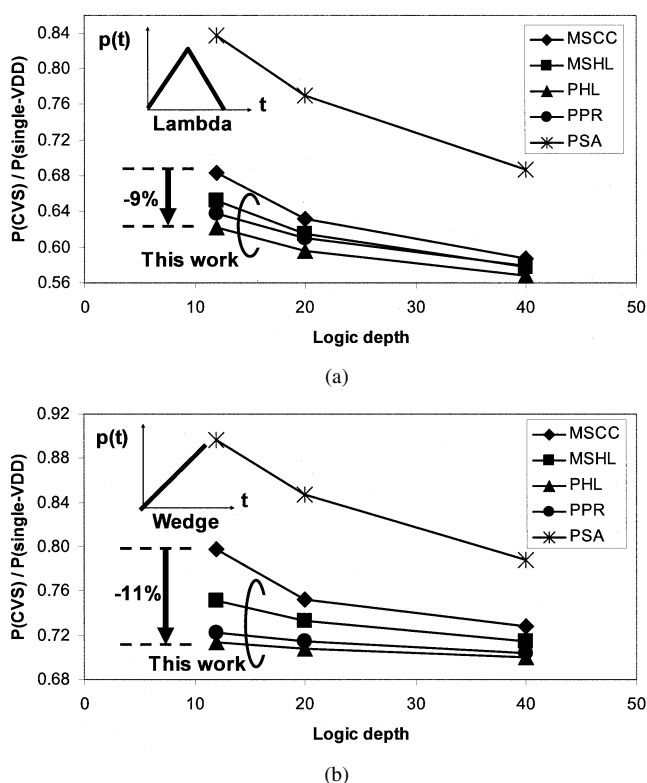 P(CVS) / P(single-VDD)
0.84
0.80
0.76
0.72
0.68
0.64
0.60
0.56
p(t)
t
Lambda
MSCC
MSHL
PHL
PPR
PSA
-9%
This work
0
10
20
30
40
50
Logic depth
(a)
P(CVS) / P(single-VDD)
0.92
0.88
0.84
0.80
0.76
0.72
0.68
p(t)
t
Wedge
MSCC
MSHL
PHL
PPR
PSA
-11%
This work
0
10
20
30
40
50
Logic depth
(b)